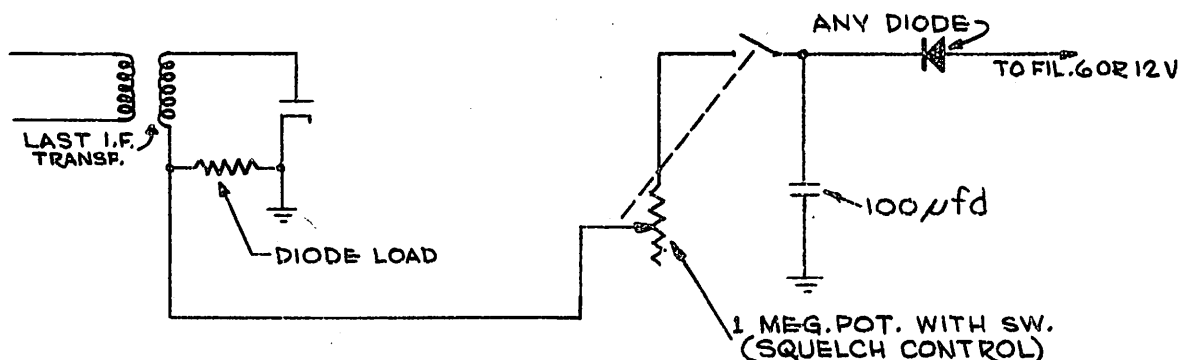 ANY DIODE
TO FIL. 6 OR 12 V
LAST I.F.
TRANSF.
DIODE LOAD
100 µfd
1 MEG. POT. WITH SW.
(SQUELCH CONTROL)